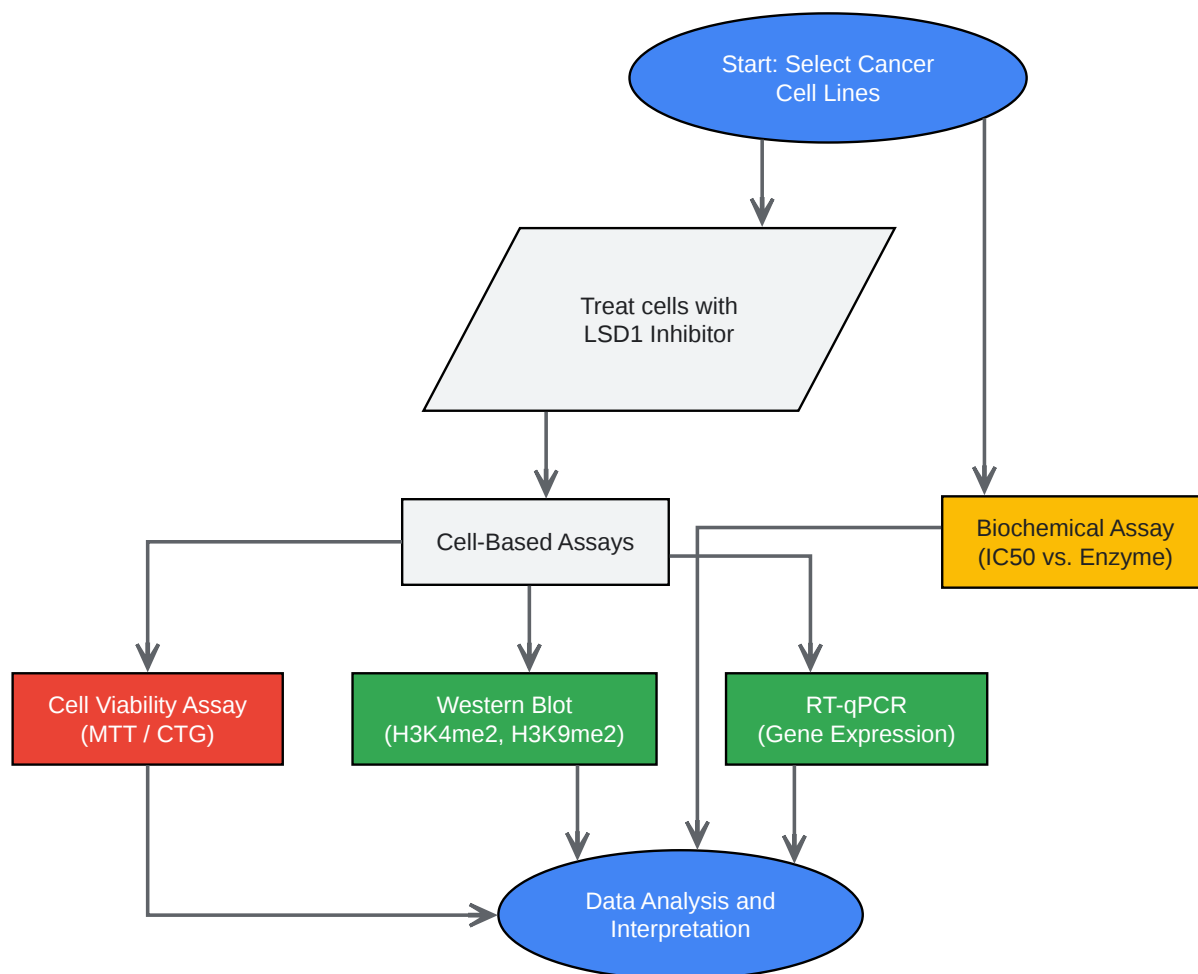 Start: Select Cancer
Cell Lines
Treat cells with
LSD1 Inhibitor
Cell-Based Assays
Biochemical Assay
(IC50 vs. Enzyme)
Cell Viability Assay
(MTT / CTG)
Western Blot
(H3K4me2, H3K9me2)
RT-qPCR
(Gene Expression)
Data Analysis and
Interpretation